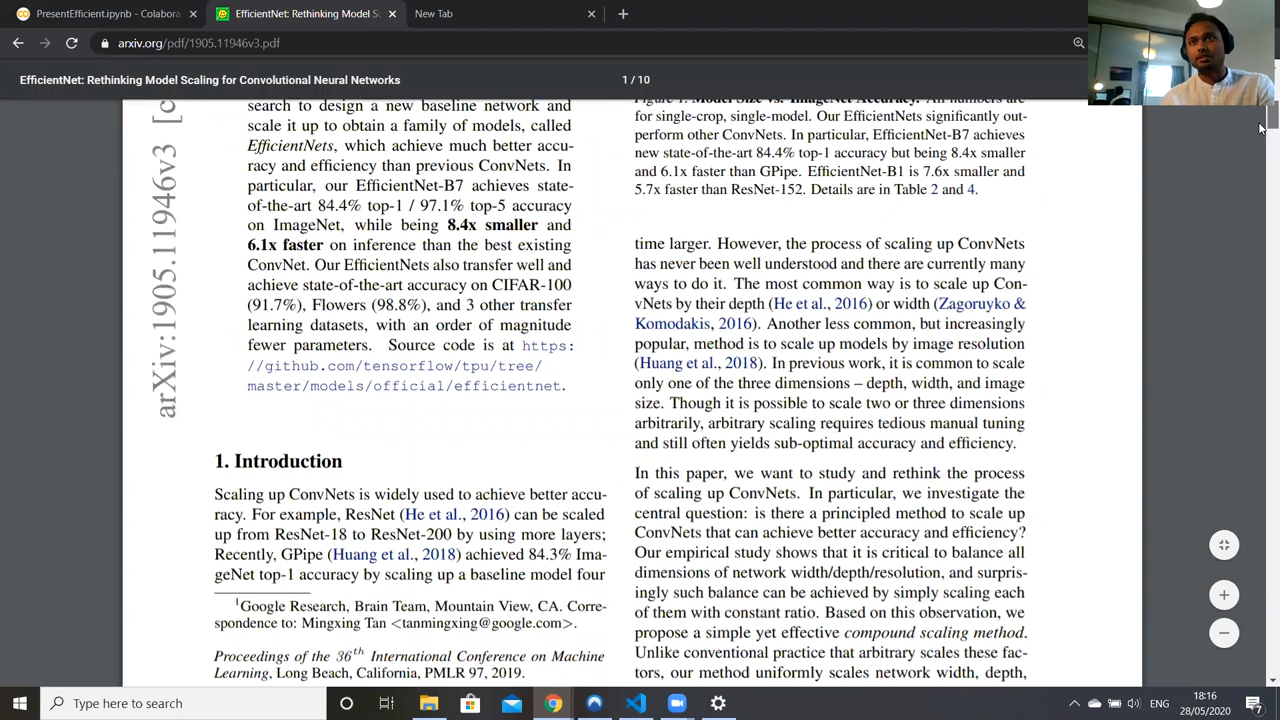 PresentEfficient.ipynb - Colabora
EfficientNet: Rethinking Model Sc
New Tab
arxiv.org/pdf/1905.11946v3.pdf
EfficientNet: Rethinking Model Scaling for Convolutional Neural Networks
1 / 10
arXiv:1905.11946v3 [c
search to design a new baseline network and
scale it up to obtain a family of models, called
EfficientNets, which achieve much better accu-
racy and efficiency than previous ConvNets. In
particular, our EfficientNet-B7 achieves state-
of-the-art 84.4% top-1 / 97.1% top-5 accuracy
on ImageNet, while being 8.4x smaller and
6.1x faster on inference than the best existing
ConvNet. Our EfficientNets also transfer well and
achieve state-of-the-art accuracy on CIFAR-100
(91.7%), Flowers (98.8%), and 3 other transfer
learning datasets, with an order of magnitude
fewer parameters. Source code is at https:
//github.com/tensorflow/tpu/tree/
master/models/official/efficientnet.
1. Introduction
Scaling up ConvNets is widely used to achieve better accu-
racy. For example, ResNet (He et al., 2016) can be scaled
up from ResNet-18 to ResNet-200 by using more layers;
Recently, GPipe (Huang et al., 2018) achieved 84.3% Ima-
geNet top-1 accuracy by scaling up a baseline model four
1Google Research, Brain Team, Mountain View, CA. Corre-
spondence to: Mingxing Tan <tanmingxing@google.com>.
Proceedings of the 36th International Conference on Machine
Learning, Long Beach, California, PMLR 97, 2019.
Figure 1. Model Size vs. ImageNet Accuracy. All numbers are
for single-crop, single-model. Our EfficientNets significantly out-
perform other ConvNets. In particular, EfficientNet-B7 achieves
new state-of-the-art 84.4% top-1 accuracy but being 8.4x smaller
and 6.1x faster than GPipe. EfficientNet-B1 is 7.6x smaller and
5.7x faster than ResNet-152. Details are in Table 2 and 4.
time larger. However, the process of scaling up ConvNets
has never been well understood and there are currently many
ways to do it. The most common way is to scale up Con-
vNets by their depth (He et al., 2016) or width (Zagoruyko &
Komodakis, 2016). Another less common, but increasingly
popular, method is to scale up models by image resolution
(Huang et al., 2018). In previous work, it is common to scale
only one of the three dimensions – depth, width, and image
size. Though it is possible to scale two or three dimensions
arbitrarily, arbitrary scaling requires tedious manual tuning
and still often yields sub-optimal accuracy and efficiency.
In this paper, we want to study and rethink the process
of scaling up ConvNets. In particular, we investigate the
central question: is there a principled method to scale up
ConvNets that can achieve better accuracy and efficiency?
Our empirical study shows that it is critical to balance all
dimensions of network width/depth/resolution, and surpris-
ingly such balance can be achieved by simply scaling each
of them with constant ratio. Based on this observation, we
propose a simple yet effective compound scaling method.
Unlike conventional practice that arbitrary scales these fac-
tors, our method uniformly scales network width, depth,
Type here to search
ENG
18:16
28/05/2020
7